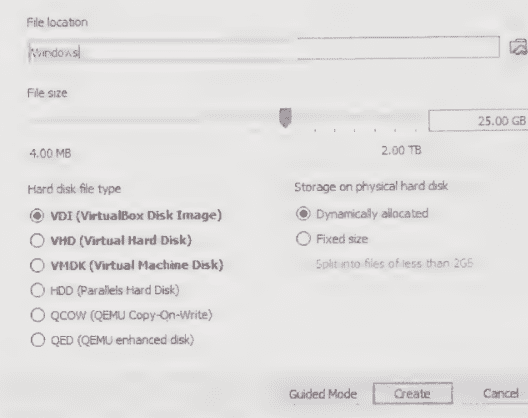 File location
Windows
File size
25.00 GB
4.00 MB
2.00 TB
Hard disk file type
Storage on physical hard disk
VDI (VirtualBox Disk Image)
Dynamically allocated
VHD (Virtual Hard Disk)
Fixed size
VMDK (Virtual Machine Disk)
Split into files of less than 2GB
HDD (Parallels Hard Disk)
QCOW (QEMU Copy-On-Write)
QED (QEMU enhanced disk)
Guided Mode
Create
Cancel